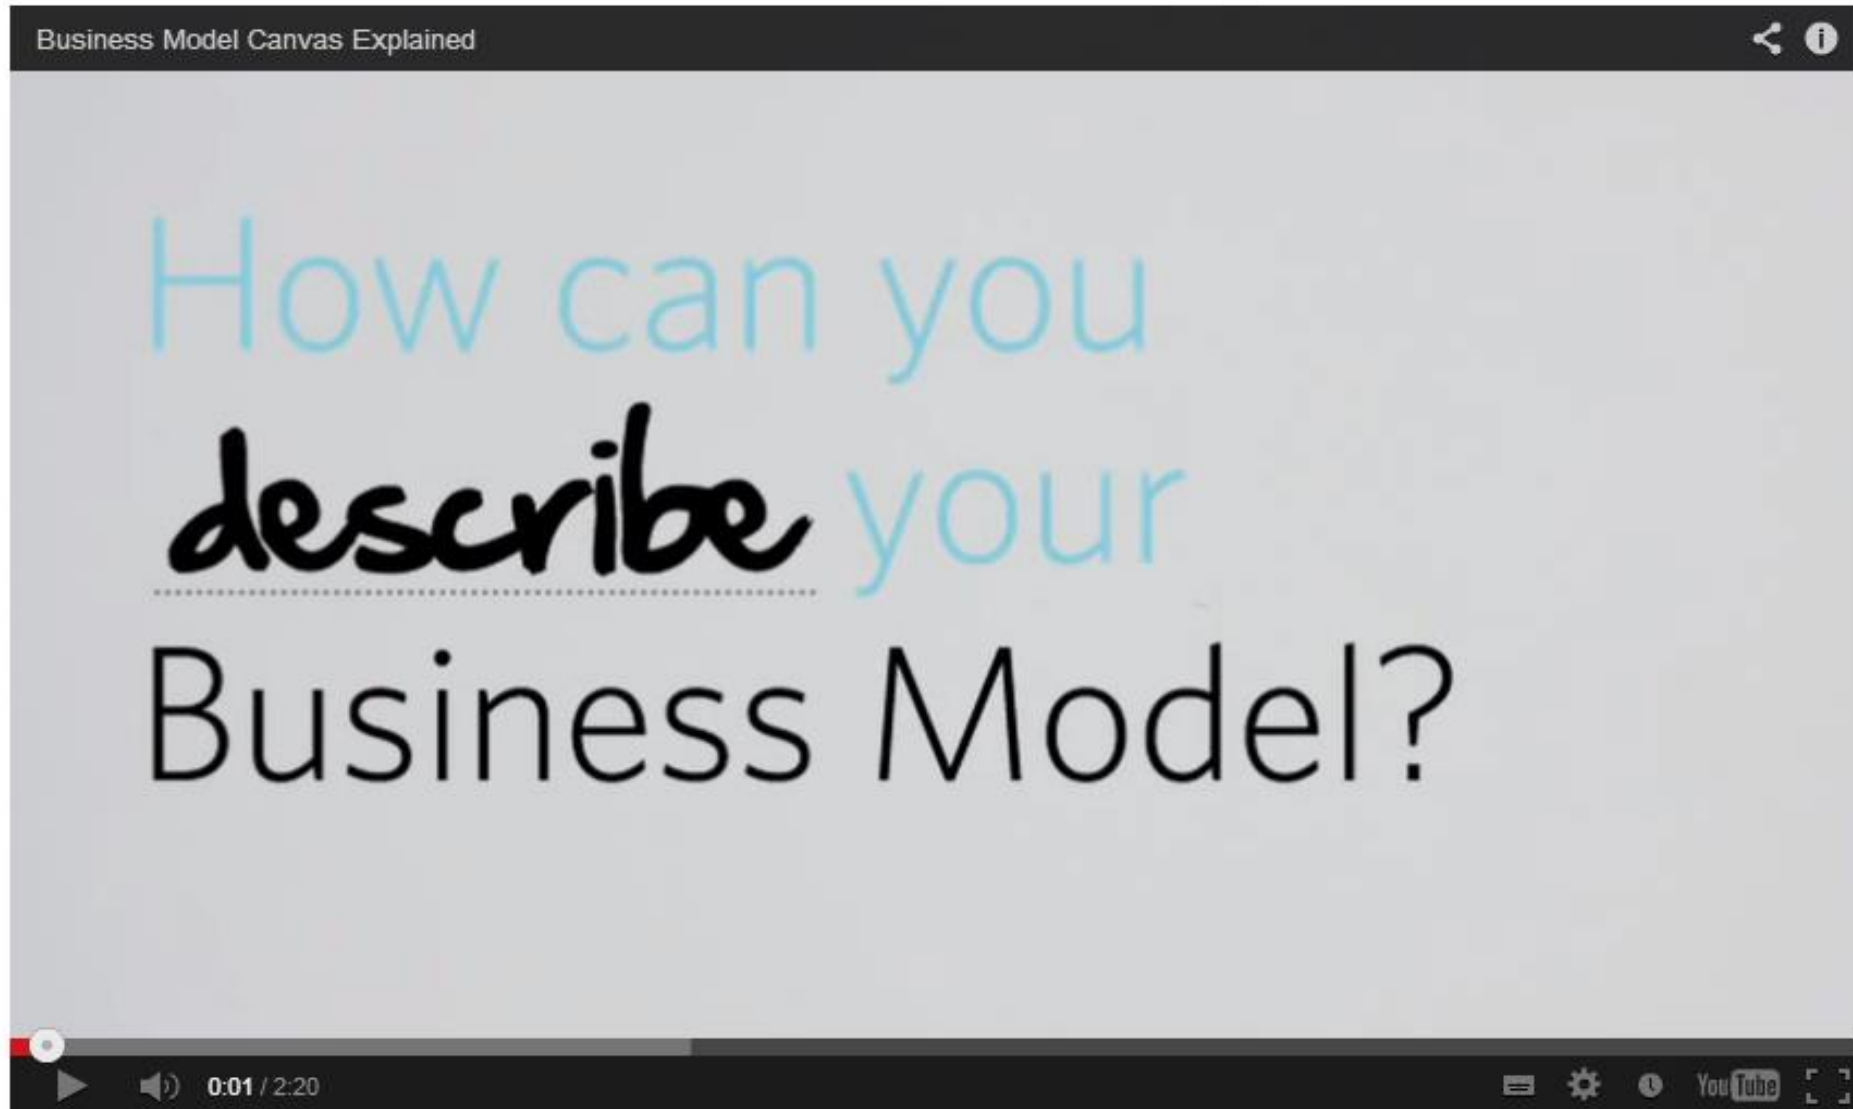 Business Model Canvas Explained
How can you
describe your
Business Model?
0:01 / 2:20
YouTube